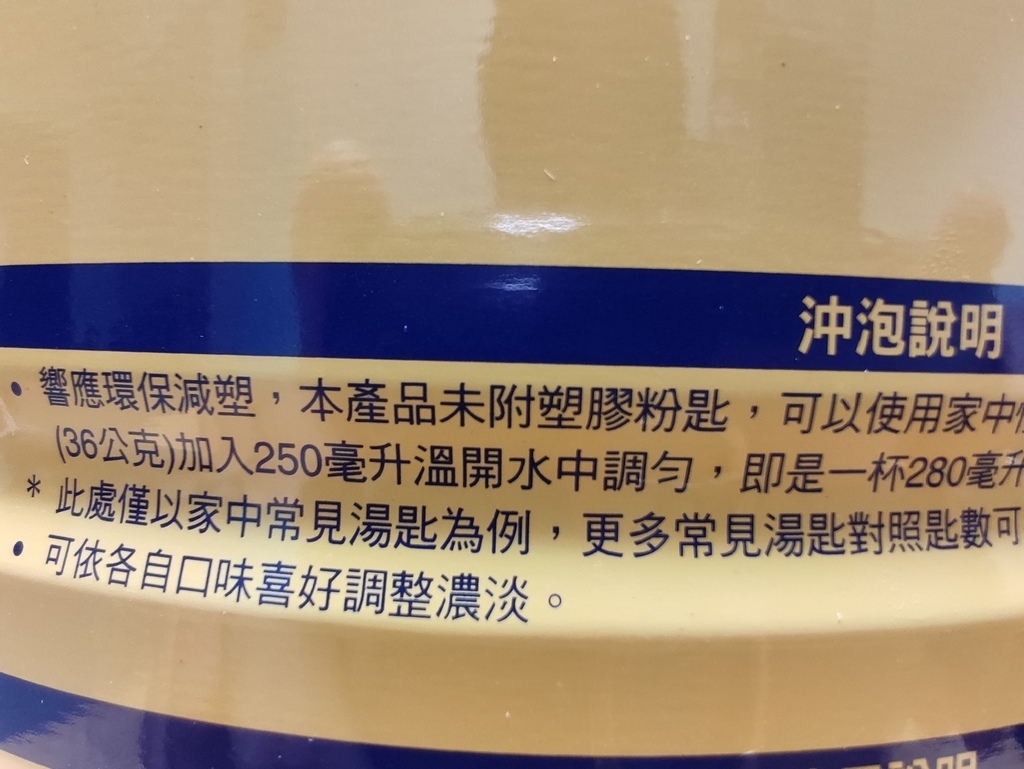 沖泡說明
• 響應環保減塑，本產品未附塑膠粉匙，可以使用家中
(36公克)加入250毫升溫開水中調勻，即是一杯280毫升
* 此處僅以家中常見湯匙為例，更多常見湯匙對照匙數可
• 可依各自口味喜好調整濃淡。
說明